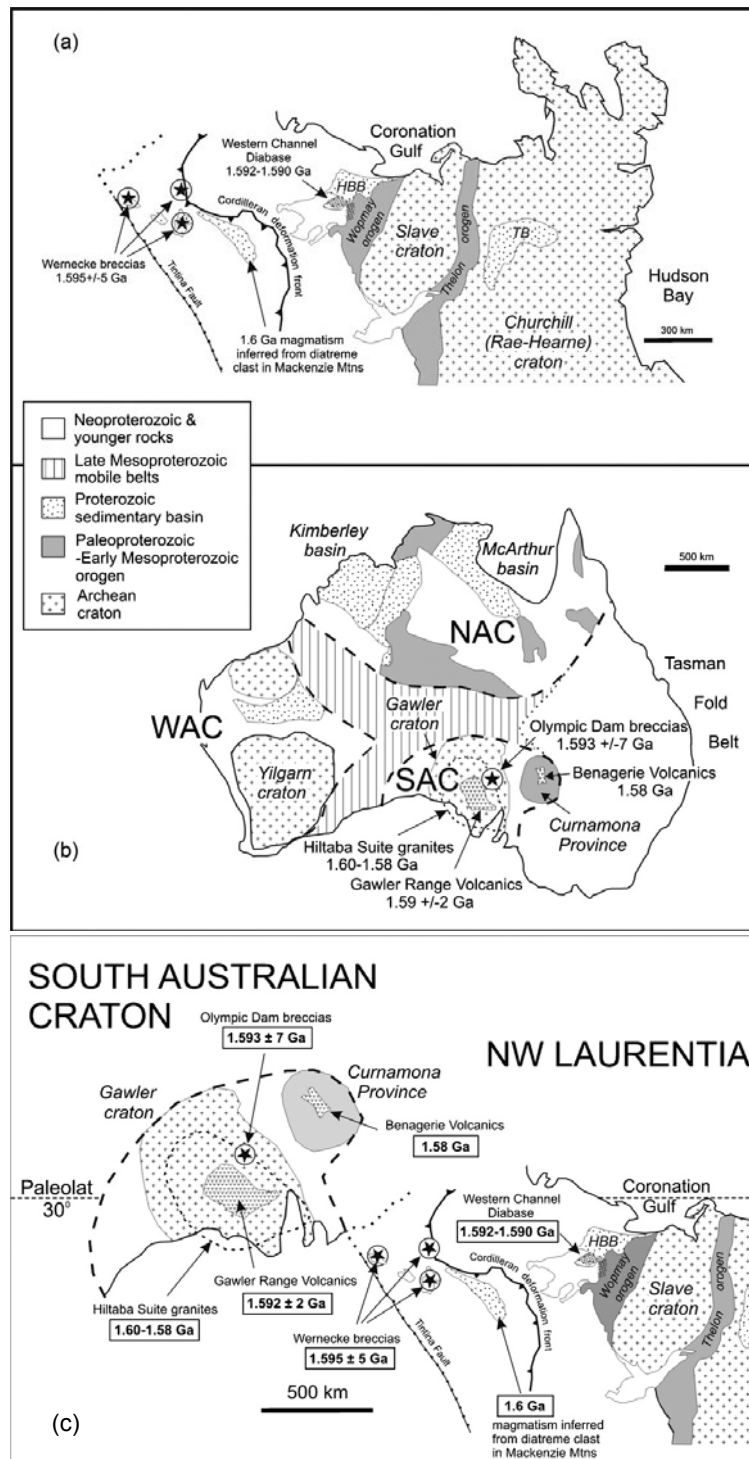 (a)
Coronation
Gulf
Western Channel
Diabase
1.592-1.590 Ga
HBB
Wopmay
orogen
Slave
craton
Thelon
orogen
TB
Hudson
Bay
Churchill
(Rae-Hearne)
craton
300 km
Cordilleran deformation front
Wernecke breccias
1.595+/-5 Ga
Tintina Fault
1.6 Ga magmatism
inferred from diatreme
clast in Mackenzie Mtns
Neoproterozoic &
younger rocks
Late Mesoproterozoic
mobile belts
Proterozoic
sedimentary basin
Paleoproterozoic
-Early Mesoproterozoic
orogen
Archean
craton
Kimberley
basin
McArthur
basin
500 km
NAC
Tasman
Fold
Belt
Gawler
craton
WAC
Olympic Dam breccias
1.593 +/-7 Ga
SAC
Yilgarn
craton
Benagerie Volcanics
1.58 Ga
Curnamona
Province
(b)
Hiltaba Suite granites
1.60-1.58 Ga
Gawler Range Volcanics
1.59 +/-2 Ga
SOUTH AUSTRALIAN
CRATON
Olympic Dam breccias
1.593 ± 7 Ga
NW LAURENTIA
Gawler
craton
Curnamona
Province
Benagerie Volcanics
1.58 Ga
Paleolat
30°
Coronation
Gulf
Western Channel
Diabase
1.592-1.590 Ga
HBB
Wopmay
orogen
Slave
craton
Thelon
orogen
Cordilleran deformation front
Gawler Range Volcanics
1.592 ± 2 Ga
Hiltaba Suite granites
1.60-1.58 Ga
Wernecke breccias
1.595 ± 5 Ga
Tintina Fault
500 km
1.6 Ga
magmatism inferred
from diatreme clast
in Mackenzie Mtns
(c)